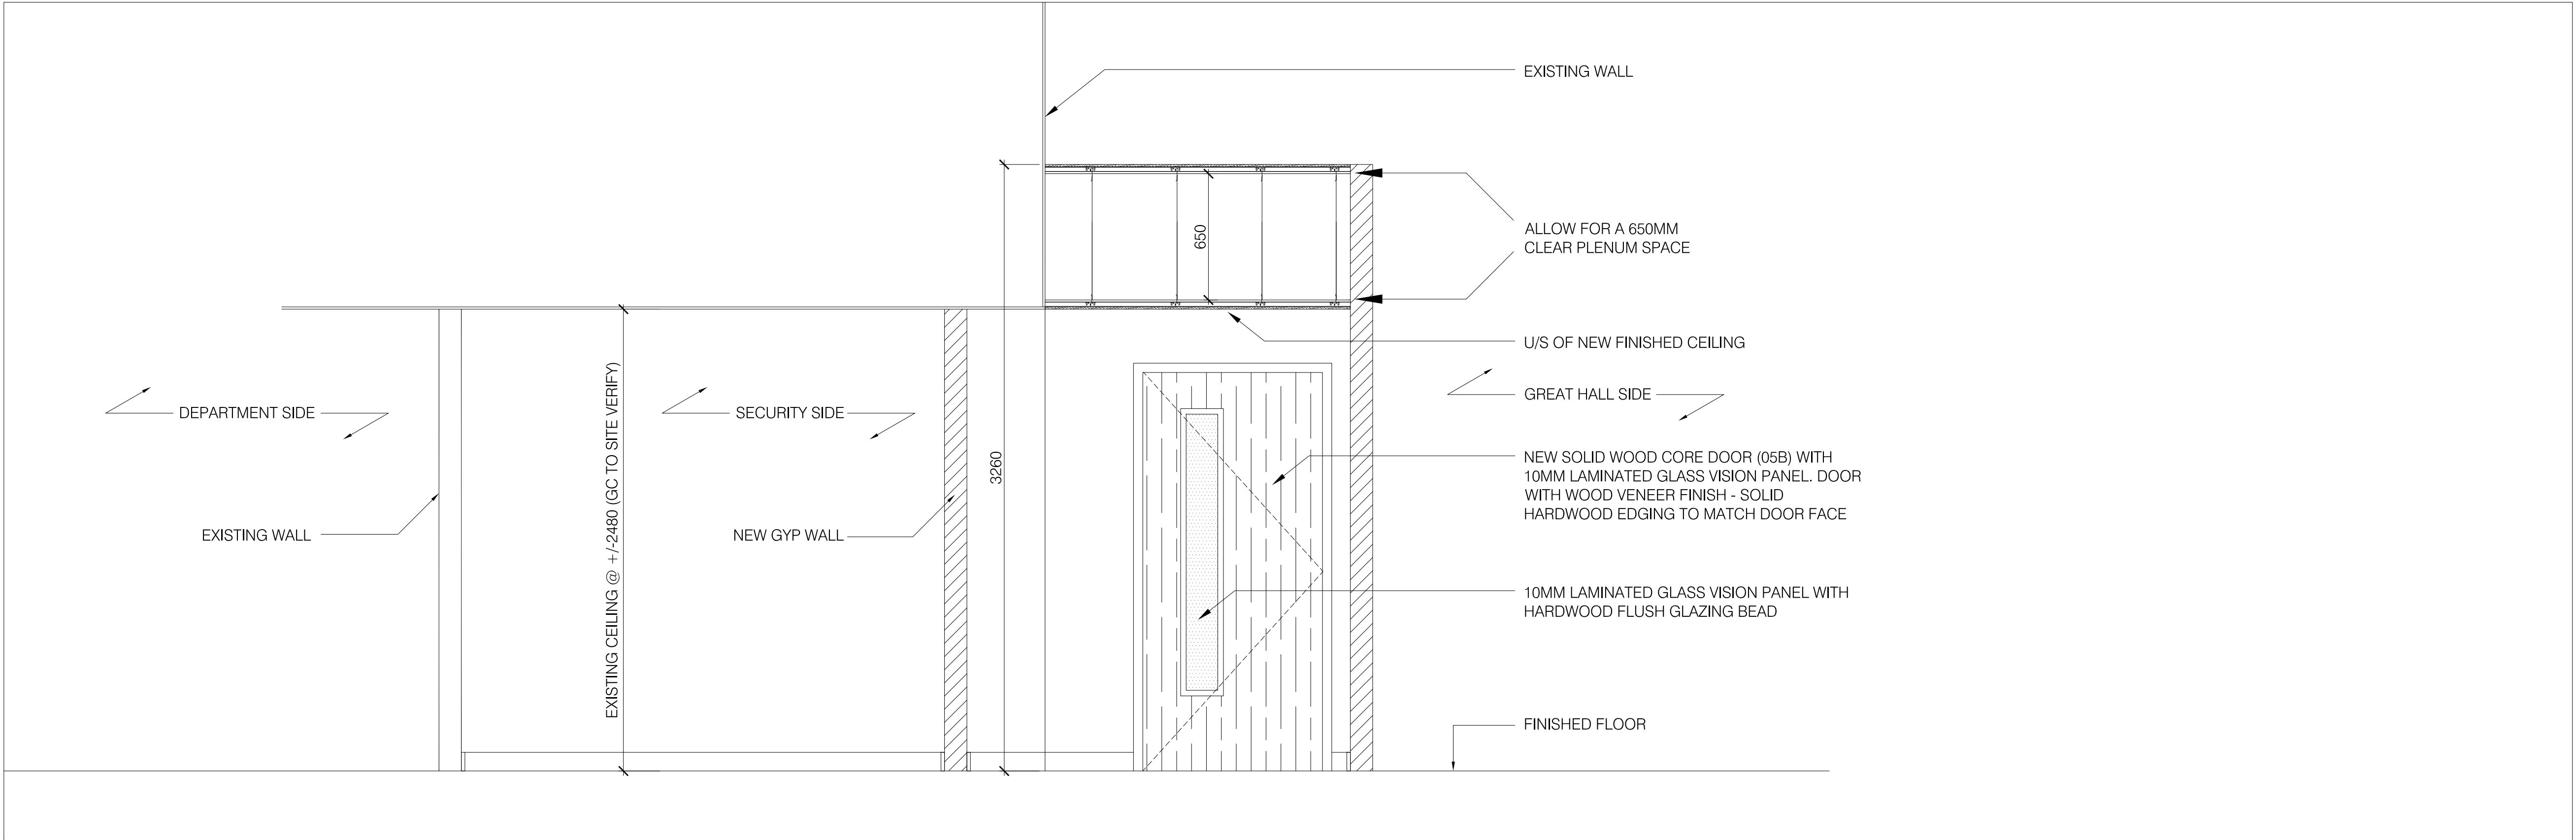 EXISTING WALL
650
ALLOW FOR A 650MM
CLEAR PLENUM SPACE
U/S OF NEW FINISHED CEILING
DEPARTMENT SIDE
EXISTING CEILING @ +/-2480 (GC TO SITE VERIFY)
SECURITY SIDE
3260
GREAT HALL SIDE
NEW SOLID WOOD CORE DOOR (05B) WITH
10MM LAMINATED GLASS VISION PANEL. DOOR
WITH WOOD VENEER FINISH - SOLID
HARDWOOD EDGING TO MATCH DOOR FACE
EXISTING WALL
NEW GYP WALL
10MM LAMINATED GLASS VISION PANEL WITH
HARDWOOD FLUSH GLAZING BEAD
FINISHED FLOOR